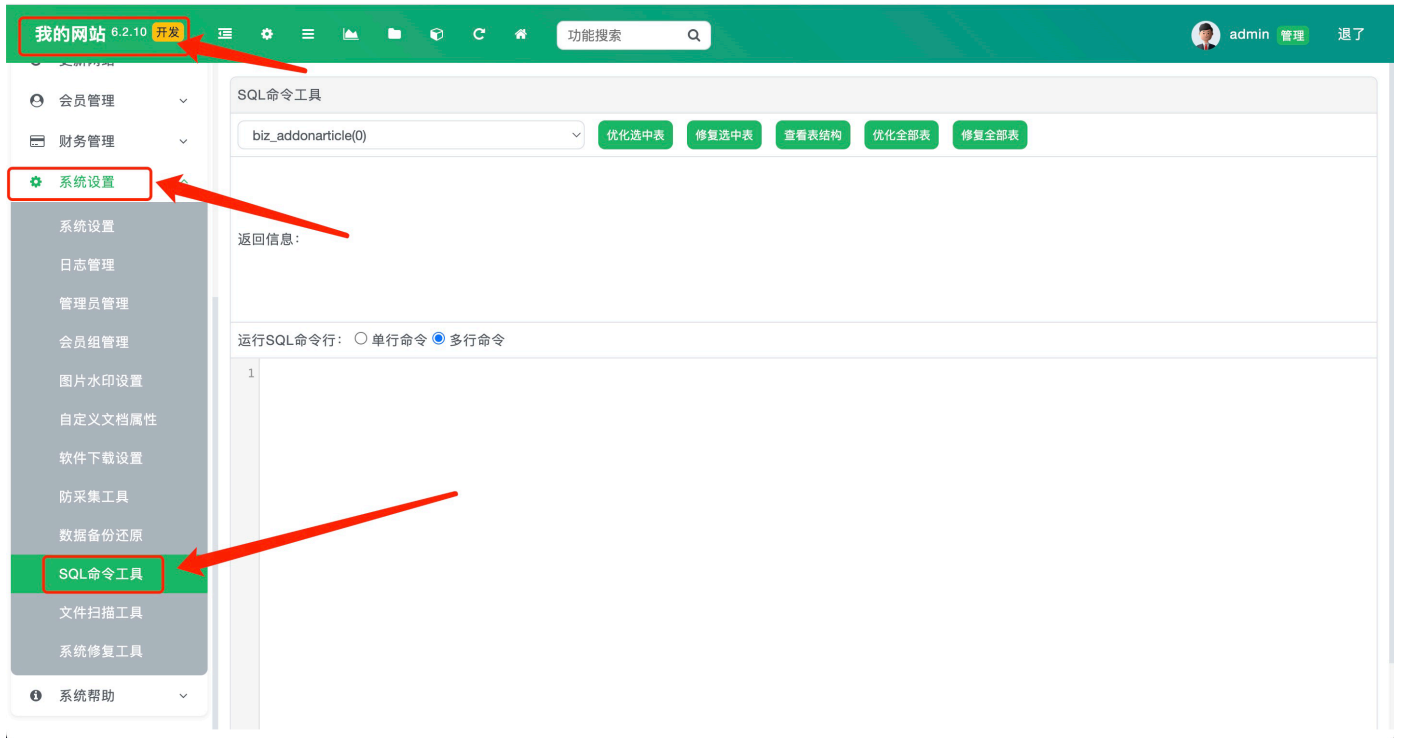 我的网站 6.2.10 开发
功能搜索
admin 管理 退了
会员管理
财务管理
系统设置
系统设置
日志管理
管理员管理
会员组管理
图片水印设置
自定义文档属性
软件下载设置
防采集工具
数据备份还原
SQL命令工具
文件扫描工具
系统修复工具
系统帮助
SQL命令工具
biz_addonarticle(0) 优化选中表 修复选中表 查看表结构 优化全部表 修复全部表
返回信息：
运行SQL命令行： 单行命令 多行命令
1